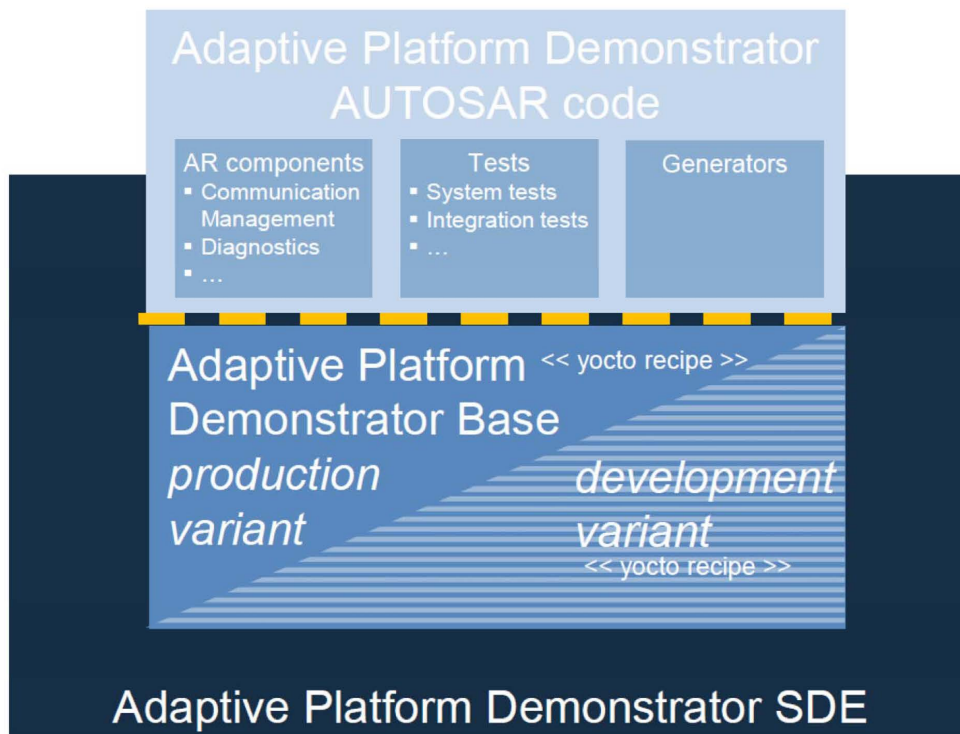 Adaptive Platform Demonstrator
AUTOSAR code
AR components
▪ Communication
Management
▪ Diagnostics
▪ ...
Tests
▪ System tests
▪ Integration tests
▪ ...
Generators
Adaptive Platform << yocto recipe >>
Demonstrator Base
production
variant
development
variant
<< yocto recipe >>
Adaptive Platform Demonstrator SDE